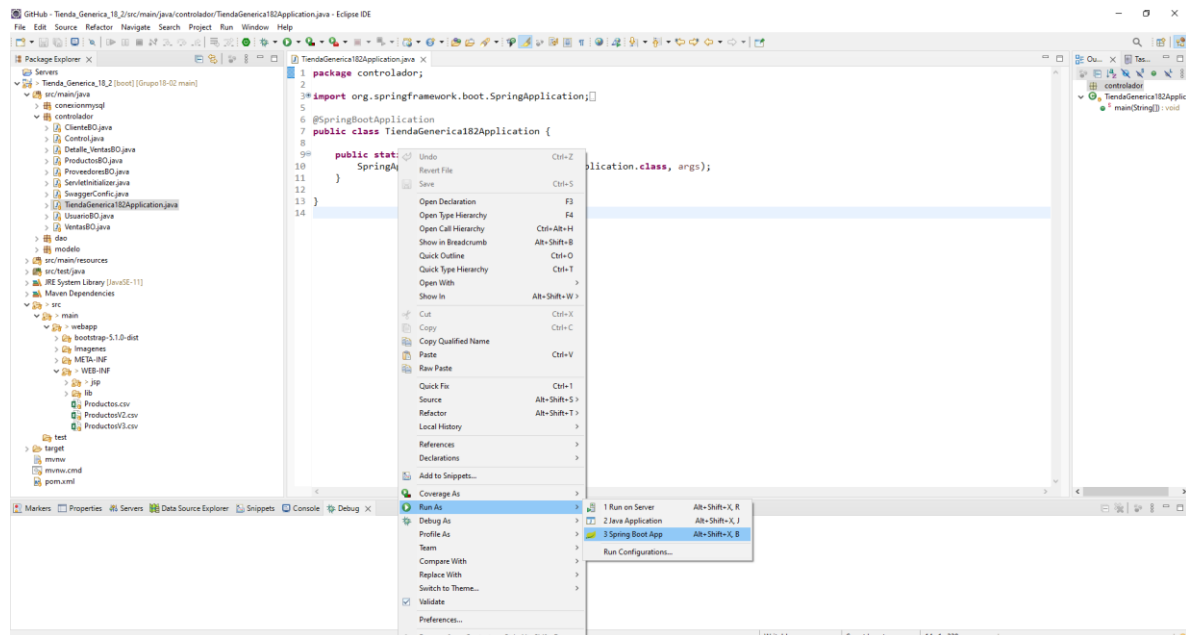 GitHub - Tienda_Generica_18_2/src/main/java/controlador/TiendaGenerica182Application.java - Eclipse IDE
File Edit Source Refactor Navigate Search Project Run Window Help
Package Explorer
Servers
> Tienda_Generica_18_2 [boot] [Grupo18-02 main]
src/main/java
conexionmysql
controlador
ClienteBO.java
Control.java
Detalle_VentasBO.java
ProductosBO.java
ProveedoresBO.java
ServletInitializer.java
SwaggerConfic.java
TiendaGenerica182Application.java
UsuarioBO.java
VentasBO.java
dao
modelo
src/main/resources
src/test/java
JRE System Library [JavaSE-11]
Maven Dependencies
> src
> main
> webapp
bootstrap-5.1.0-dist
Imagenes
META-INF
> WEB-INF
> jsp
lib
Productos.csv
ProductosV2.csv
ProductosV3.csv
test
target
mvnw
mvnw.cmd
pom.xml
TiendaGenerica182Application.java
1 package controlador;
2
3 import org.springframework.boot.SpringApplication;
5
6 @SpringBootApplication
7 public class TiendaGenerica182Application {
8
9 public stat
10 SpringA plication.class, args);
11 }
12
13 }
14
Undo Ctrl+Z
Revert File
Save Ctrl+S
Open Declaration F3
Open Type Hierarchy F4
Open Call Hierarchy Ctrl+Alt+H
Show in Breadcrumb Alt+Shift+B
Quick Outline Ctrl+O
Quick Type Hierarchy Ctrl+T
Open With >
Show In Alt+Shift+W >
Cut Ctrl+X
Copy Ctrl+C
Copy Qualified Name
Paste Ctrl+V
Raw Paste
Quick Fix Ctrl+1
Source Alt+Shift+S >
Refactor Alt+Shift+T >
Local History >
References >
Declarations >
Add to Snippets...
Coverage As >
Run As >
Debug As >
Profile As >
Team >
Compare With >
Replace With >
Switch to Theme... >
Validate
Preferences...
1 Run on Server Alt+Shift+X, R
2 Java Application Alt+Shift+X, J
3 Spring Boot App Alt+Shift+X, B
Run Configurations...
Ou... Tas...
controlador
TiendaGenerica182Applic
main(String[]) : void
Markers Properties Servers Data Source Explorer Snippets Console Debug